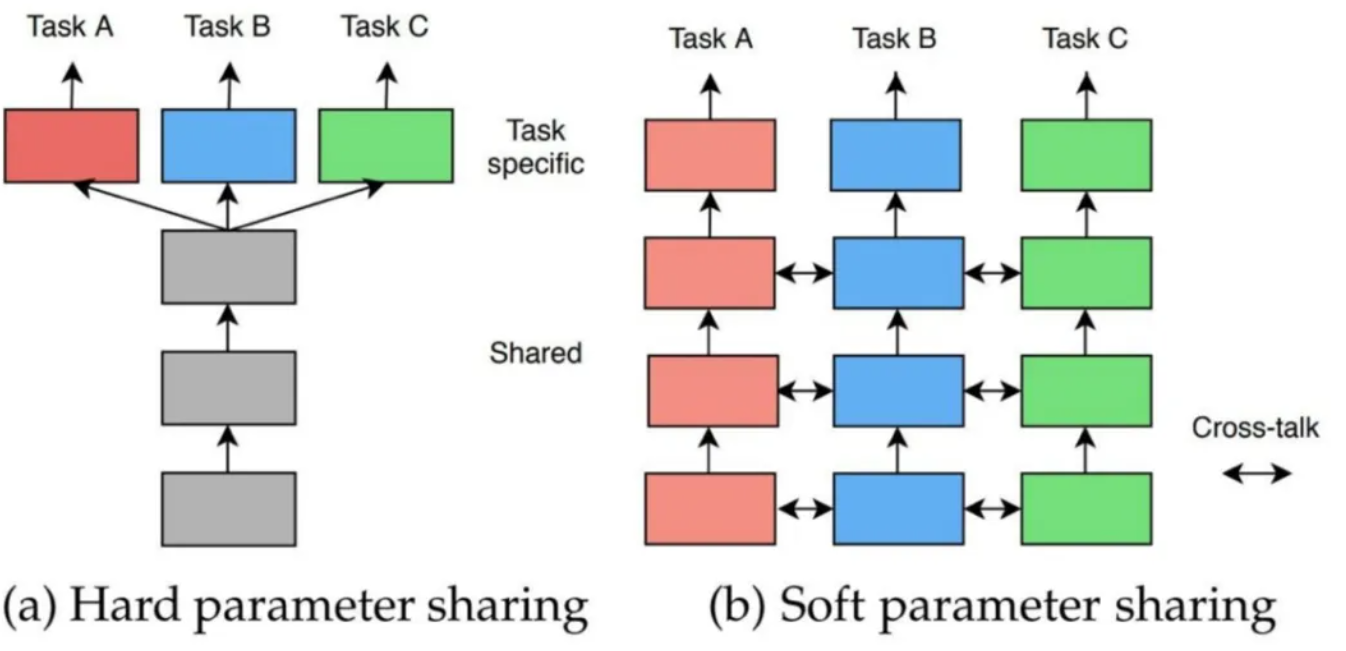 Task A
Task B
Task C
Task
specific
Shared
(a) Hard parameter sharing
Task A
Task B
Task C
Cross-talk
(b) Soft parameter sharing